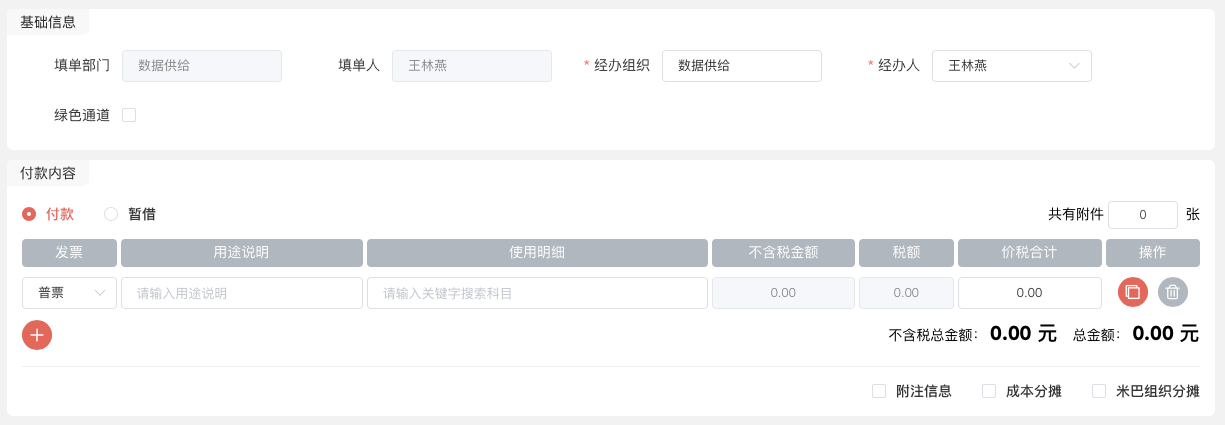 基础信息
填单部门 数据供给 填单人 王林燕 * 经办组织 数据供给 * 经办人 王林燕
绿色通道
付款内容
付款 暂借 共有附件 0 张
发票 用途说明 使用明细 不含税金额 税额 价税合计 操作
普票 请输入用途说明 请输入关键字搜索科目 0.00 0.00 0.00
不含税总金额: 0.00 元 总金额: 0.00 元
附注信息 成本分摊 米巴组织分摊